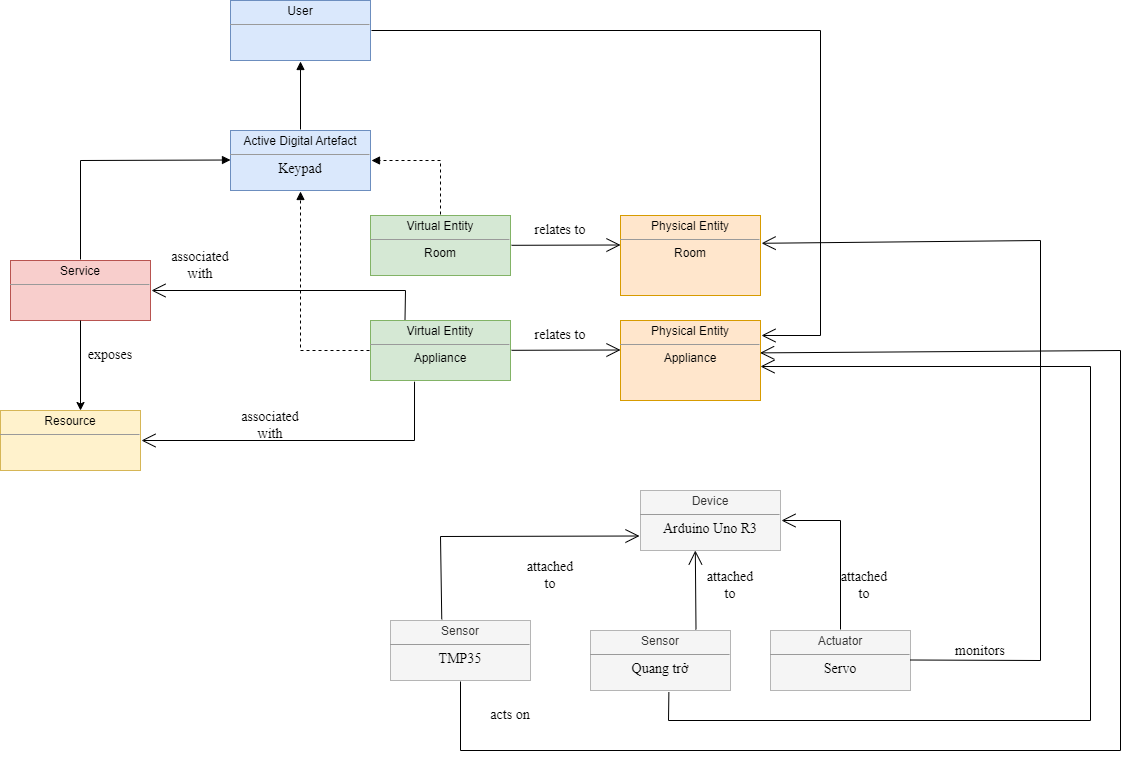 User
Active Digital Artefact
Keypad
Virtual Entity
Room
relates to
Physical Entity
Room
Service
associated
with
Virtual Entity
Appliance
relates to
Physical Entity
Appliance
exposes
Resource
associated
with
Device
Arduino Uno R3
attached
to
attached
to
attached
to
Sensor
TMP35
Sensor
Quang trở
Actuator
Servo
monitors
acts on